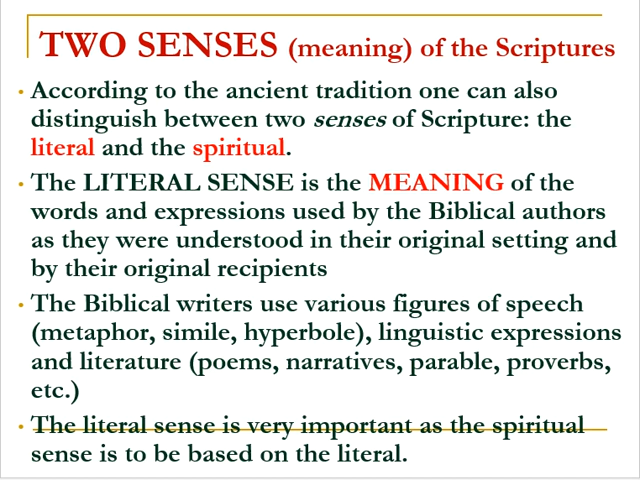 TWO SENSES (meaning) of the Scriptures
• According to the ancient tradition one can also
distinguish between two senses of Scripture: the
literal and the spiritual.
• The LITERAL SENSE is the MEANING of the
words and expressions used by the Biblical authors
as they were understood in their original setting and
by their original recipients
• The Biblical writers use various figures of speech
(metaphor, simile, hyperbole), linguistic expressions
and literature (poems, narratives, parable, proverbs,
etc.)
• The literal sense is very important as the spiritual
sense is to be based on the literal.